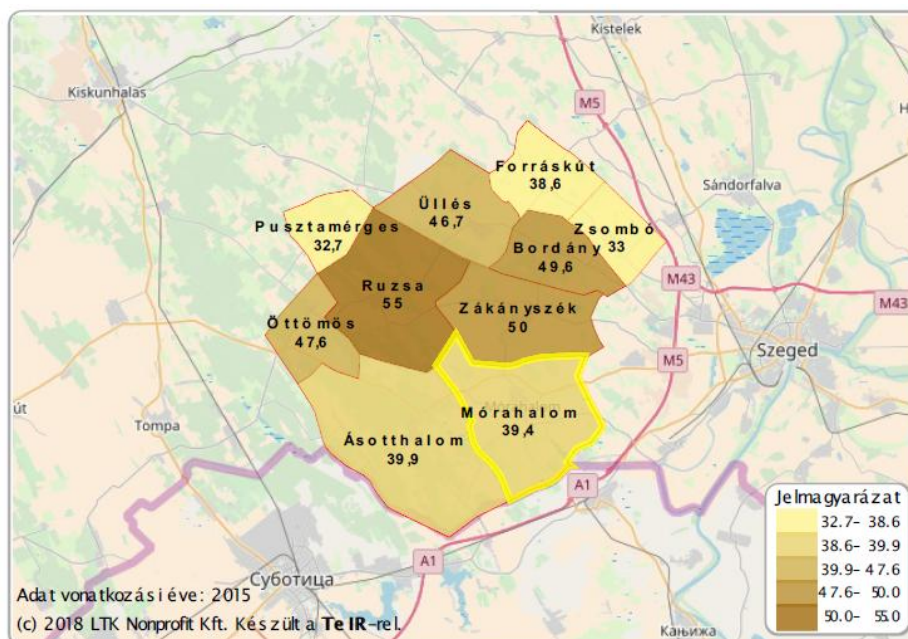 Kistelek
Kiskunhalas
M5
H
Forráskút
38,6
Sándorfalva
Üllés
46,7
Pusztamérges
32,7
Zsombó
33
Bordány
49,6
M43
M43
Ruzsa
55
Zákányszék
50
Öttömös
47,6
M5
Szeged
út
Tompa
Mórahalom
Mórahalom
39,4
Ásotthalom
39,9
A1
A1
Суботица
Кањижа
Jelmagyarázat
32.7– 38.6
38.6– 39.9
39.9– 47.6
47.6– 50.0
50.0– 55.0
Adat vonatkozási éve: 2015
(c) 2018 LTK Nonprofit Kft. Készült a TeIR-rel.